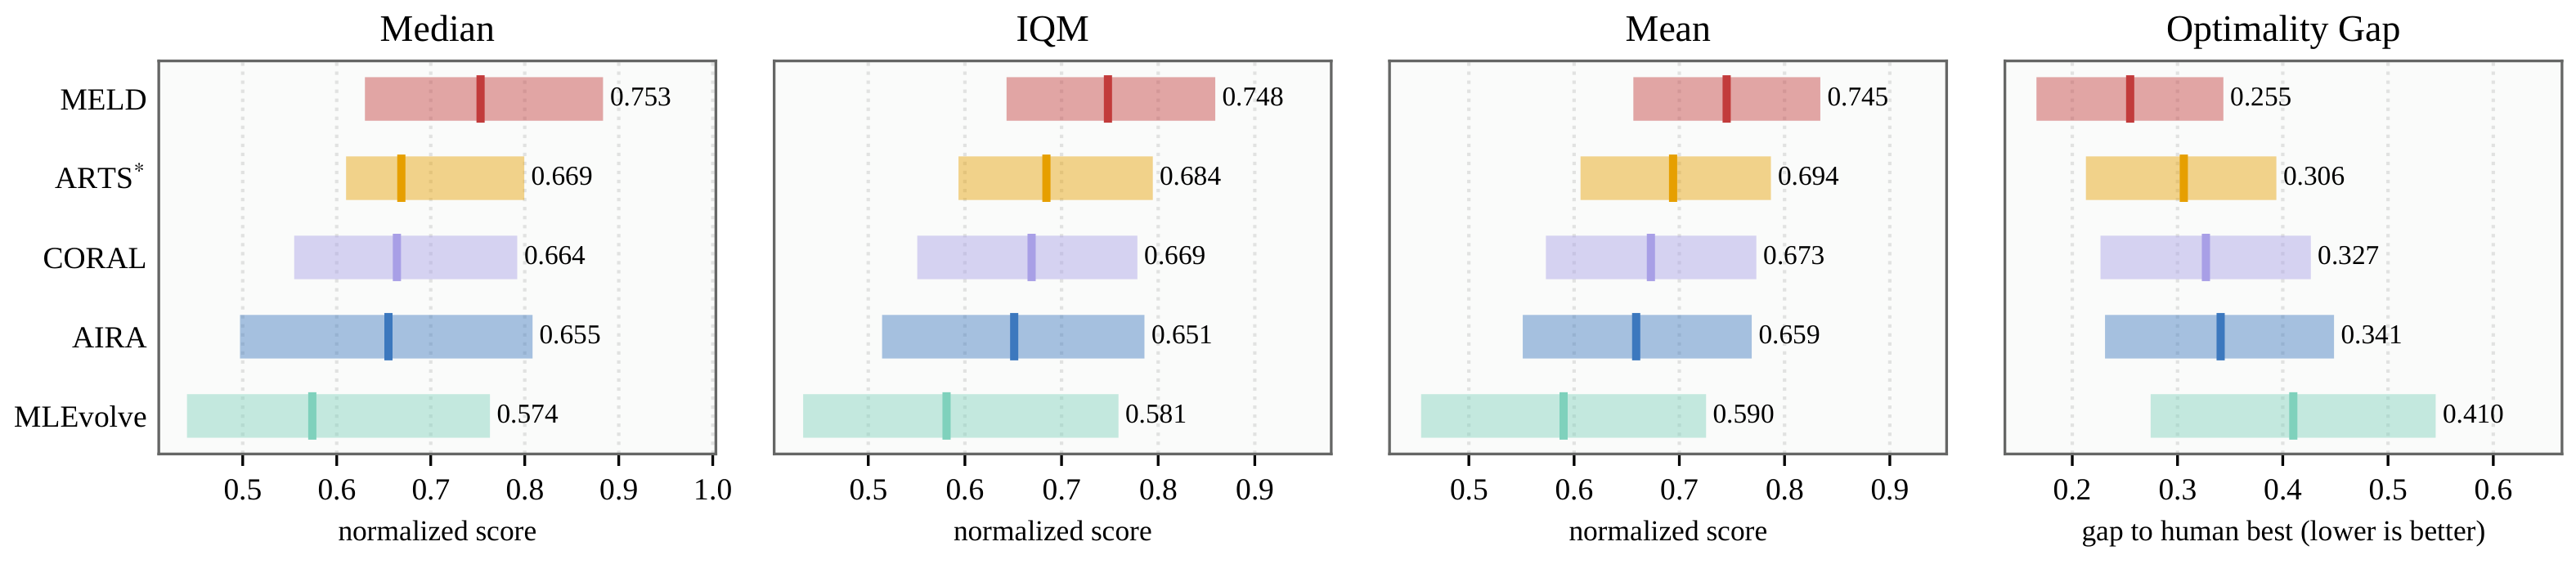 Median
IQM
Mean
Optimality Gap
MELD
0.753
0.748
0.745
0.255
ARTS*
0.669
0.684
0.694
0.306
CORAL
0.664
0.669
0.673
0.327
AIRA
0.655
0.651
0.659
0.341
MLEvolve
0.574
0.581
0.590
0.410
0.5 0.6 0.7 0.8 0.9 1.0
0.5 0.6 0.7 0.8 0.9
0.5 0.6 0.7 0.8 0.9
0.2 0.3 0.4 0.5 0.6
normalized score
normalized score
normalized score
gap to human best (lower is better)